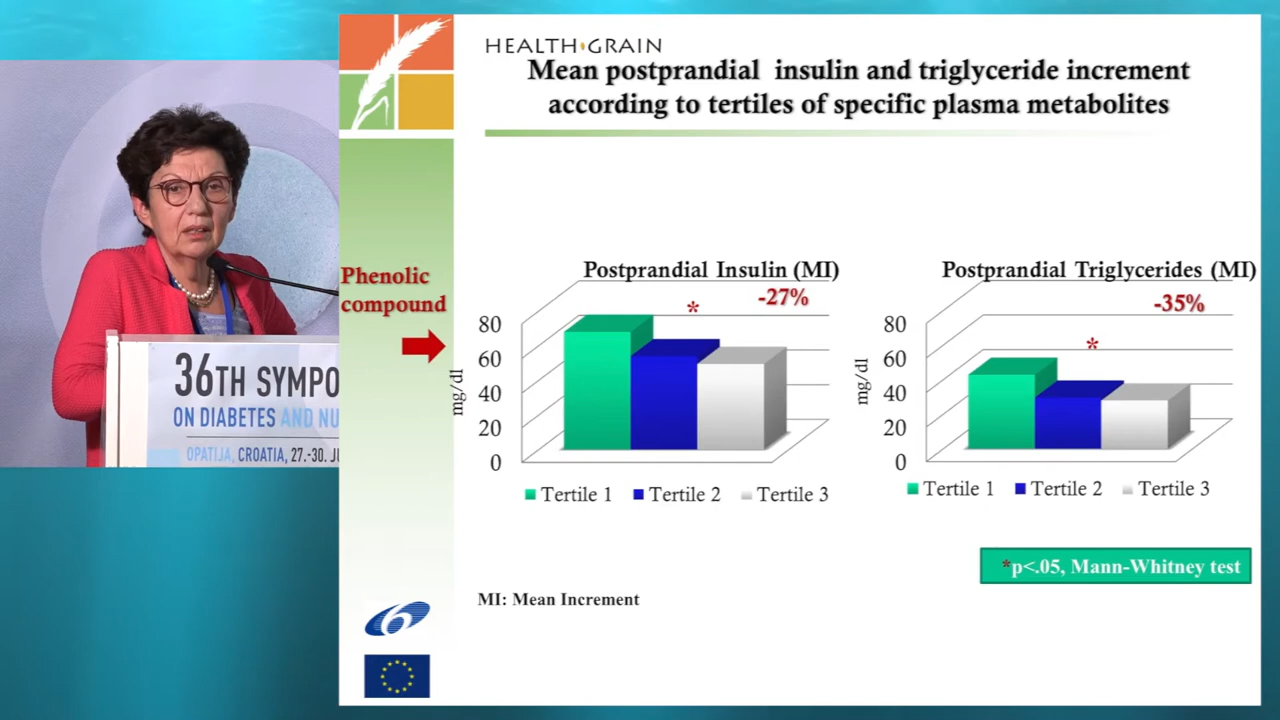 HEALTH·GRAIN
Mean postprandial insulin and triglyceride increment
according to tertiles of specific plasma metabolites
Phenolic
compound
Postprandial Insulin (MI)
-27%
*
80
60
40
20
0
mg/dl
Tertile 1 Tertile 2 Tertile 3
Postprandial Triglycerides (MI)
-35%
*
80
60
40
20
0
mg/dl
Tertile 1 Tertile 2 Tertile 3
*p<.05, Mann-Whitney test
MI: Mean Increment
6
36TH SYMPO
ON DIABETES AND NU
OPATIJA, CROATIA, 27.-30. J